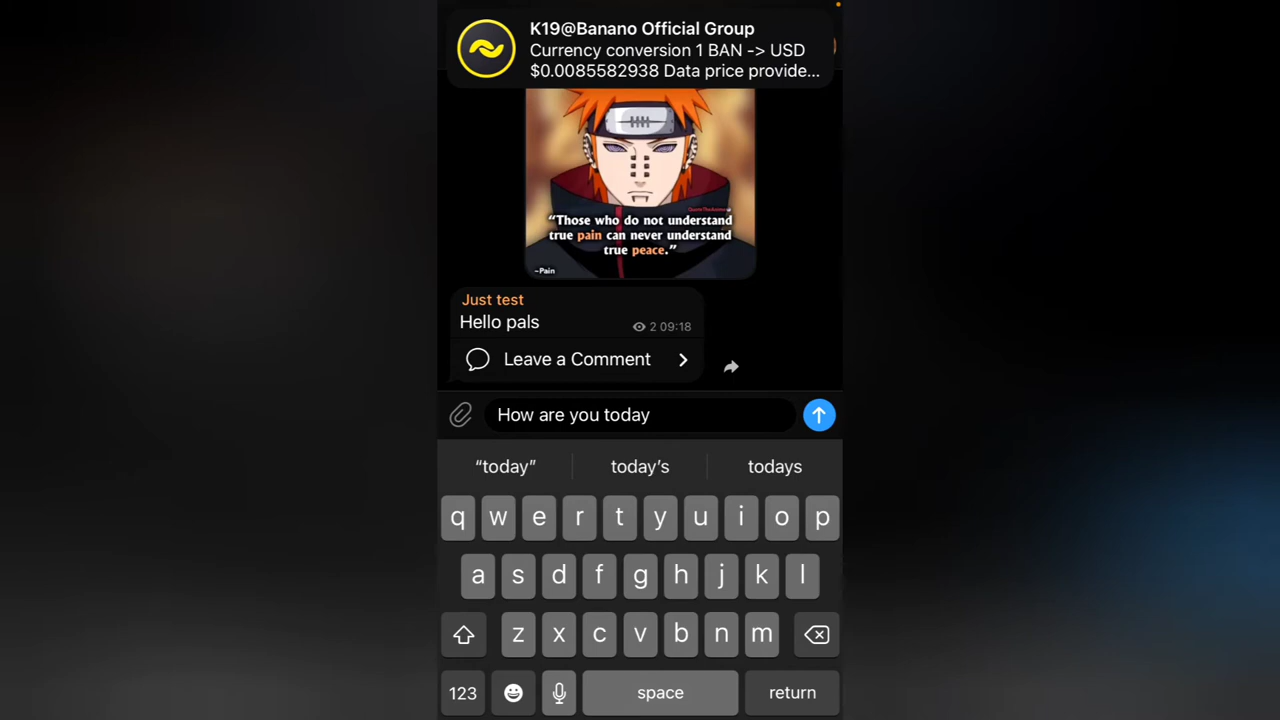 K19@Banano Official Group
Currency conversion 1 BAN -> USD
$0.0085582938 Data price provide...
“Those who do not understand
true pain can never understand
true peace.”
~Pain
Just test
Hello pals
2 09:18
Leave a Comment
How are you today
“today” today’s todays
q w e r t y u i o p
a s d f g h j k l
z x c v b n m
123 space return